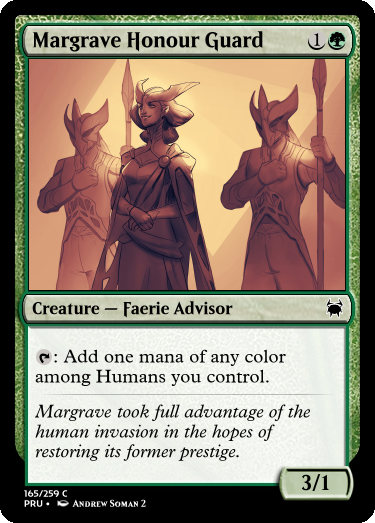 Margrave Honour Guard 1
Creature — Faerie Advisor
: Add one mana of any color
among Humans you control.
Margrave took full advantage of the
human invasion in the hopes of
restoring its former prestige.
3/1
165/259 C
PRU • Andrew Soman 2